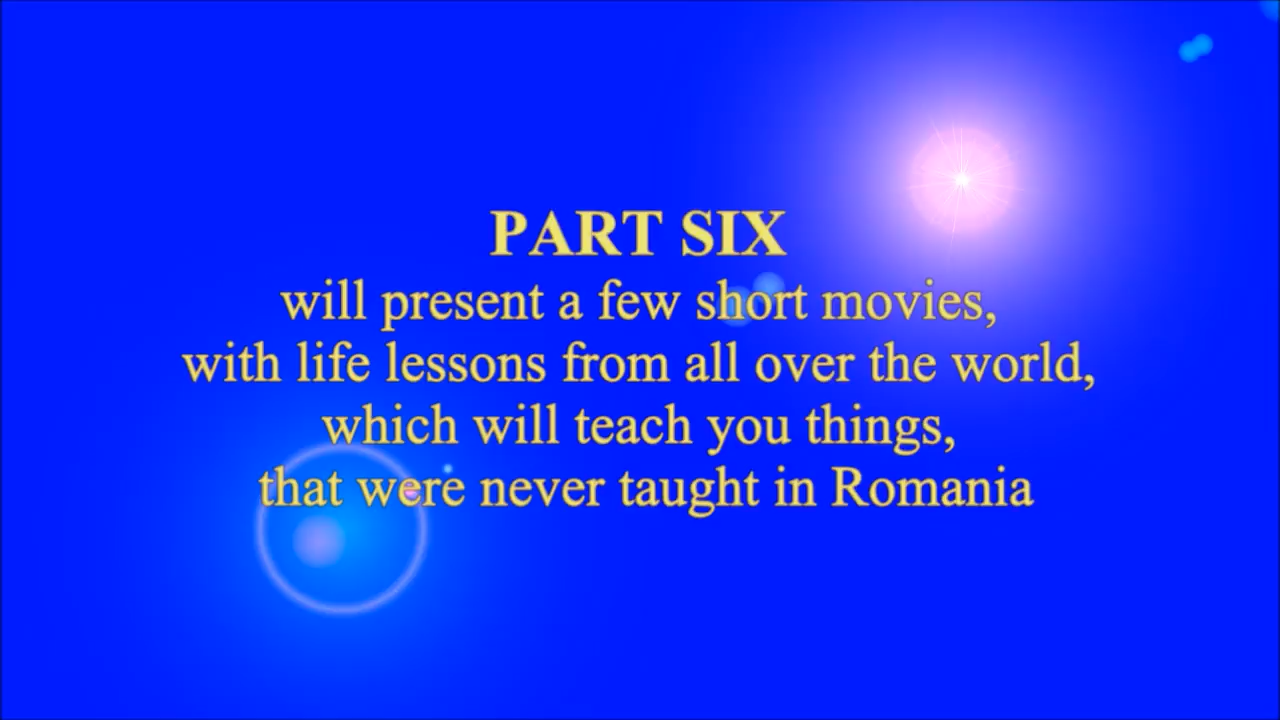 PART SIX
will present a few short movies,
with life lessons from all over the world,
which will teach you things,
that were never taught in Romania